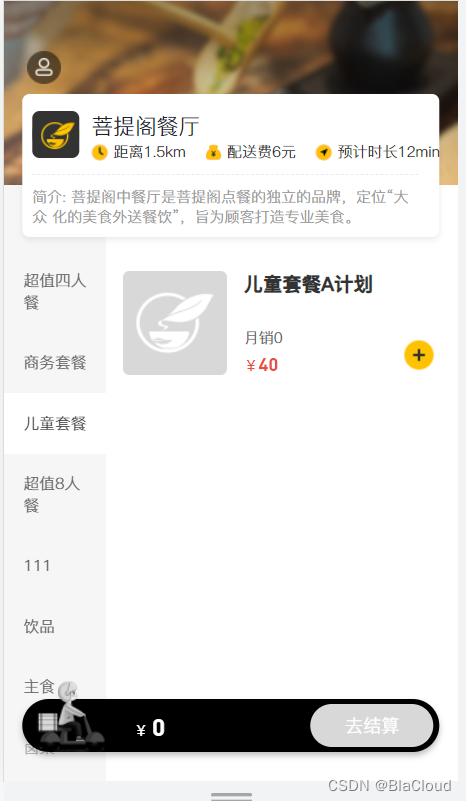 菩提阁餐厅
距离1.5km 配送费6元 预计时长12min
简介: 菩提阁中餐厅是菩提阁点餐的独立的品牌，定位“大
众 化的美食外送餐饮”，旨为顾客打造专业美食。
超值四人
餐
商务套餐
儿童套餐
超值8人
餐
111
饮品
主食
儿童套餐A计划
月销0
￥40
￥0
去结算
CSDN @BlaCloud